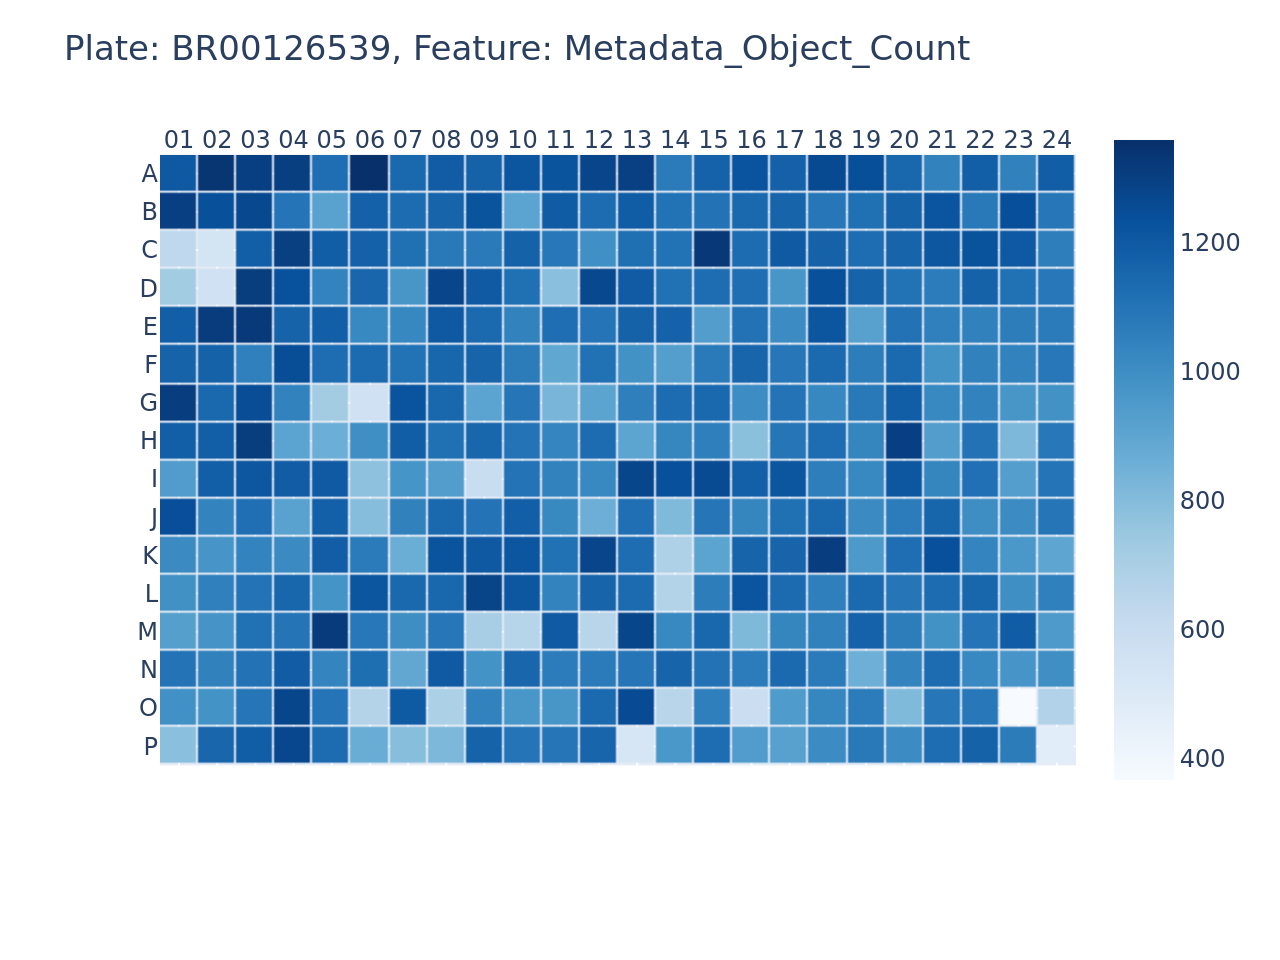 Plate: BR00126539, Feature: Metadata_Object_Count
01 02 03 04 05 06 07 08 09 10 11 12 13 14 15 16 17 18 19 20 21 22 23 24
A
B
C
D
E
F
G
H
I
J
K
L
M
N
O
P
1200
1000
800
600
400